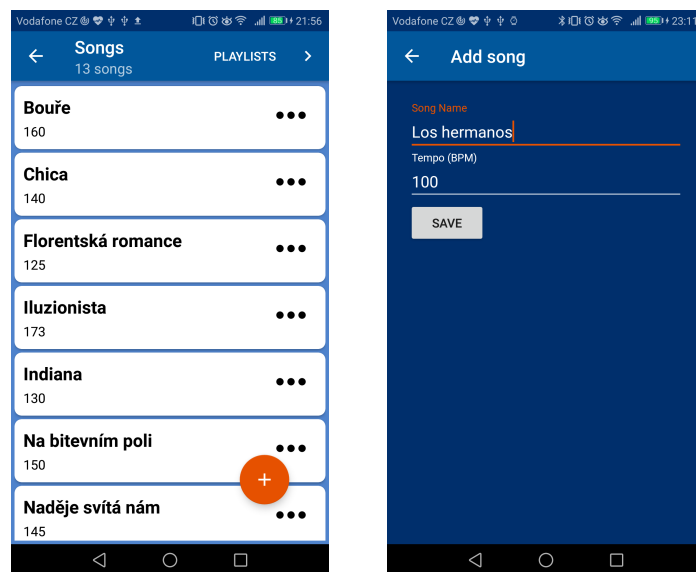 Vodafone CZ 85 21:56
Songs
13 songs
PLAYLISTS
Bouře
160
Chica
140
Florentská romance
125
Iluzionista
173
Indiana
130
Na bitevním poli
150
Naděje svítá nám
145
Vodafone CZ 85 23:11
Add song
Song Name
Los hermanos
Tempo (BPM)
100
SAVE